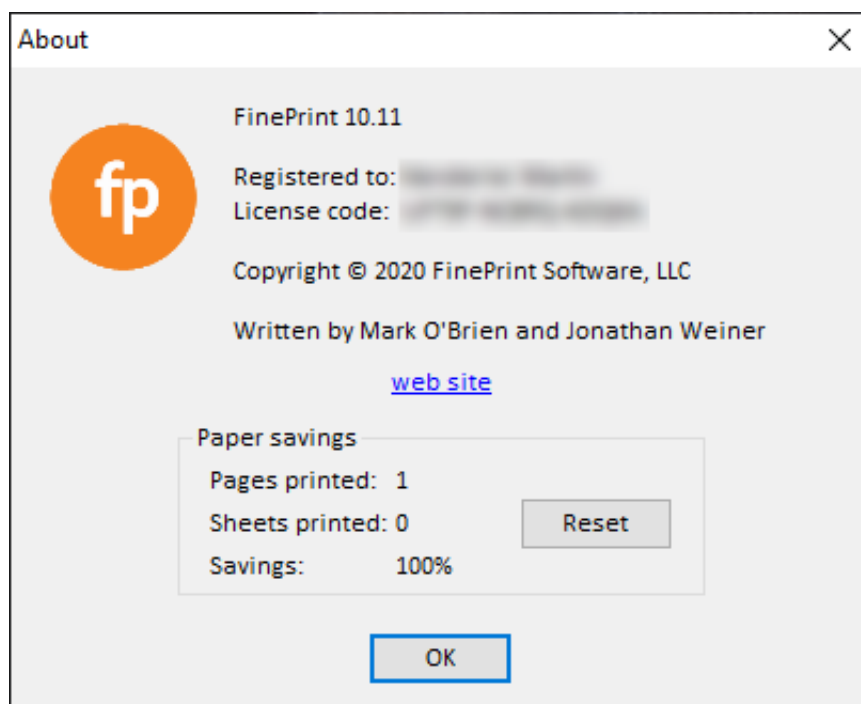 About
fp
FinePrint 10.11
Registered to:
License code:
Copyright © 2020 FinePrint Software, LLC
Written by Mark O'Brien and Jonathan Weiner
web site
Paper savings
Pages printed: 1
Sheets printed: 0
Reset
Savings: 100%
OK